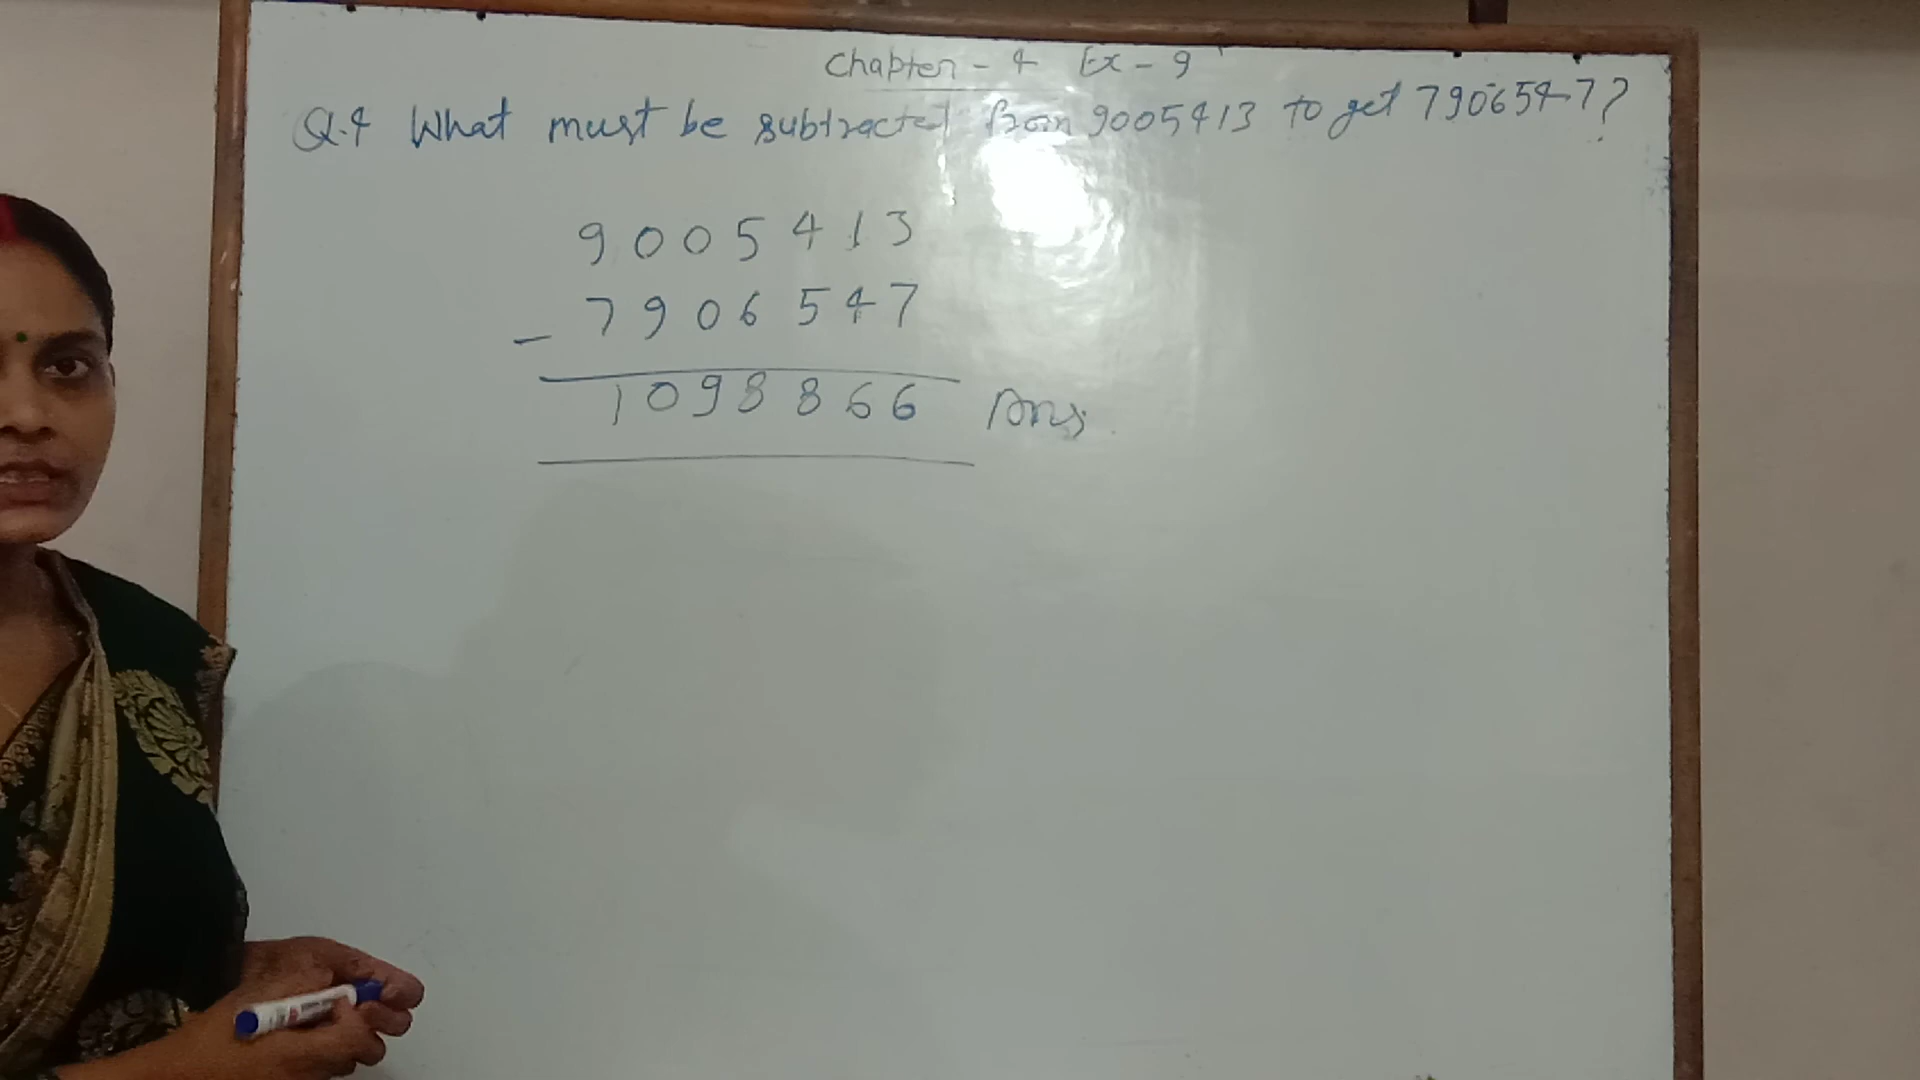 Chapter - 4 Ex - 9
Q.4 What must be subtracted from 9005413 to get 7906547?
9005413
- 7906547
1098866 Ans